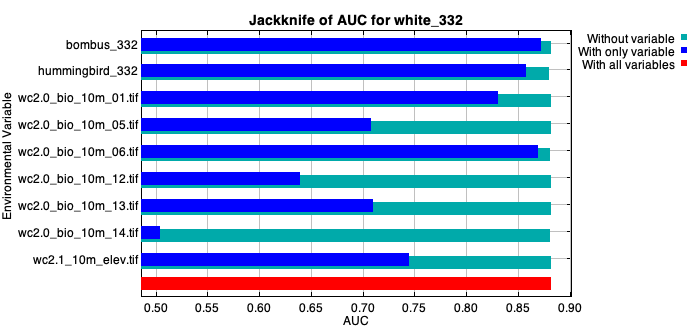 Jackknife of AUC for white_332
Environmental Variable
bombus_332
hummingbird_332
wc2.0_bio_10m_01.tif
wc2.0_bio_10m_05.tif
wc2.0_bio_10m_06.tif
wc2.0_bio_10m_12.tif
wc2.0_bio_10m_13.tif
wc2.0_bio_10m_14.tif
wc2.1_10m_elev.tif
0.50 0.55 0.60 0.65 0.70 0.75 0.80 0.85 0.90
AUC
Without variable
With only variable
With all variables